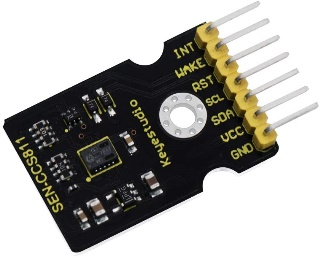 INT
WAKE
RST
SCL
SDA
VCC
GND
Keyestudio
SEN-CCS811